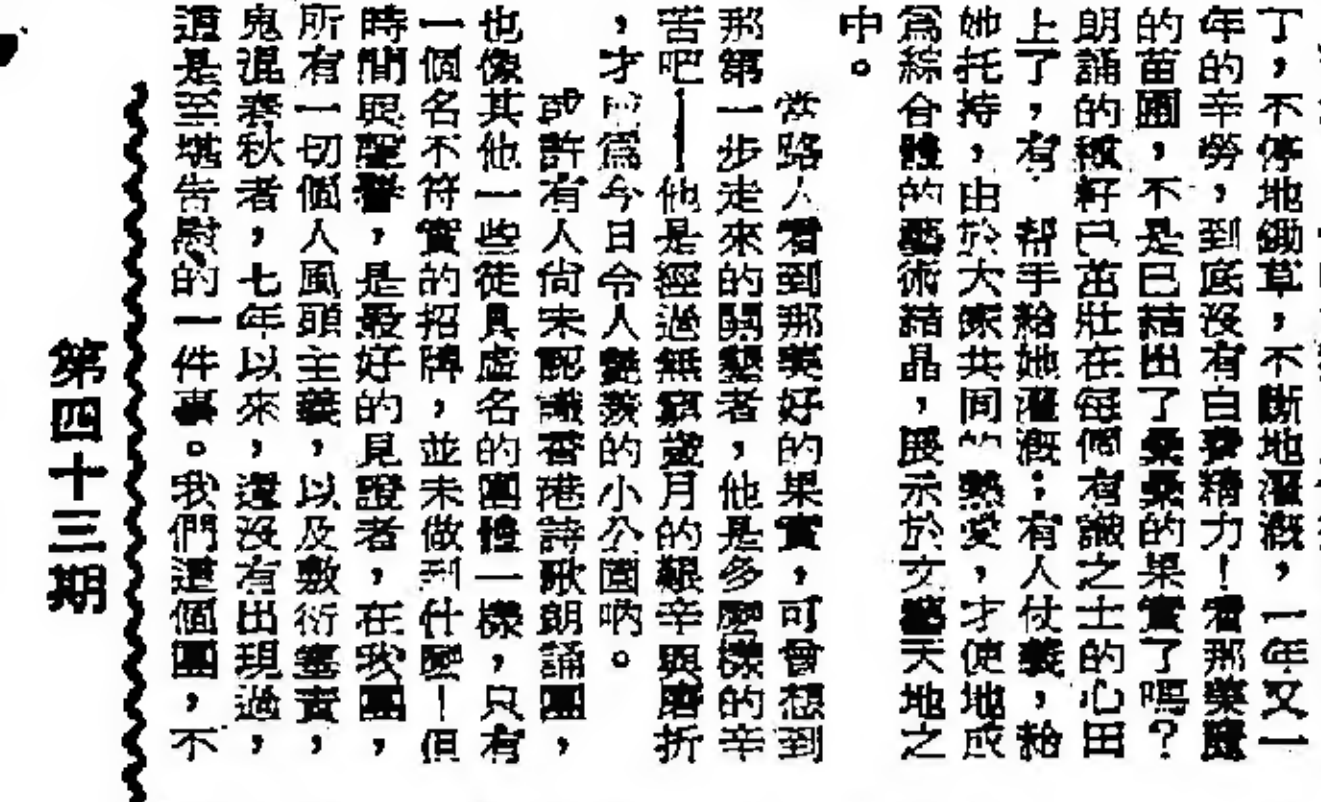 了，不停地鋤草，不斷地灌漑，一年又一
年的辛勞，到底沒有白費精力！看那美麗
的苗圃，不是已結出了纍纍的果實了嗎？
朗誦的種籽已茁壯在每個有識之士的心田
上了，有　幫手給她灌漑；有人仗義，給
她托持，由於大家共同的熱愛，才使她成
爲綜合體的藝術結晶，展示於文藝天地之
中。
當路人看到那美好的果實，可曾想到
那第一步走來的開墾者，他是多麽樣的辛
苦吧——他是經過無窮歲月的艱辛與磨折
，才成爲今日令人艷羨的小公園吶。
或許有人尙未認識香港詩歌朗誦團，
也像其他一些徒具虛名的團體一樣，只有
一個名不符實的招牌，並未做到什麽！但
時間與聲譽，是最好的見證者，在我團，
所有一切個人風頭主義，以及敷衍塞責，
鬼混春秋者，七年以來，還沒有出現過，
這是至堪告慰的一件事。我們這個團，不
第四十三期